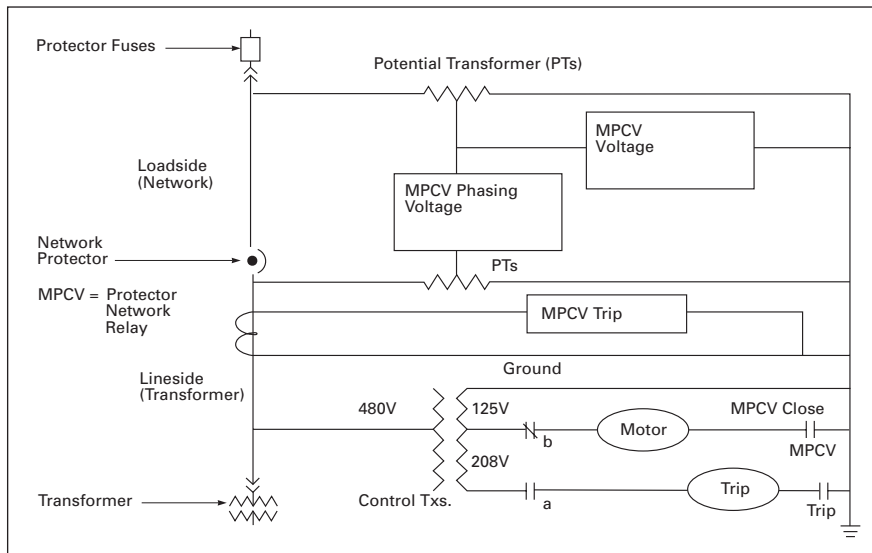 Protector Fuses
Potential Transformer (PTs)
MPCV
Voltage
Loadside
(Network)
MPCV Phasing
Voltage
Network
Protector
PTs
MPCV = Protector
Network
Relay
MPCV Trip
Lineside
(Transformer)
Ground
480V
125V
MPCV Close
b
Motor
MPCV
208V
Transformer
Control Txs.
a
Trip
Trip